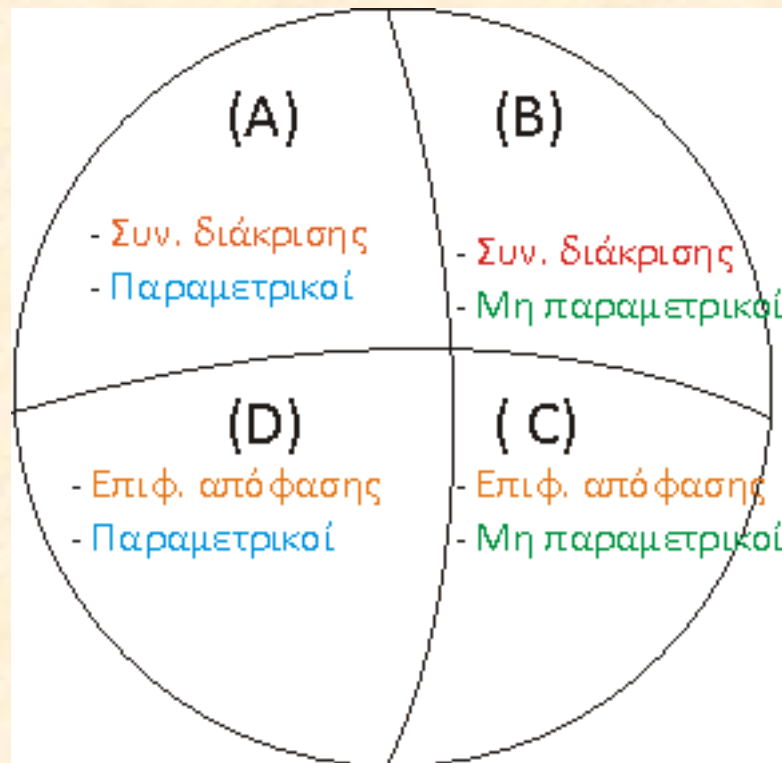 (A)
- Συν. διάκρισης
- Παραμετρικοί
(B)
- Συν. διάκρισης
- Μη παραμετρικοί
(D)
- Επιφ. απόφασης
- Παραμετρικοί
( C)
- Επιφ. απόφασης
- Μη παραμετρικοί